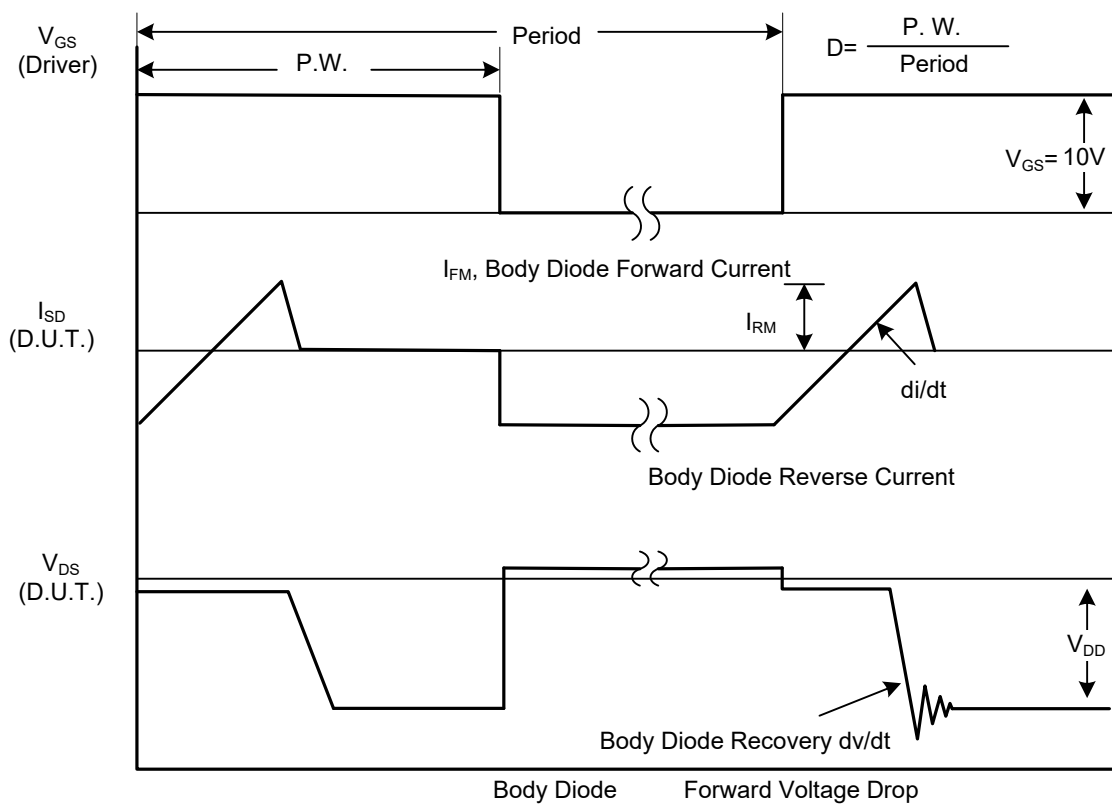 V_GS
(Driver)
Period
P.W.
D= P. W.
Period
V_GS= 10V
I_FM, Body Diode Forward Current
I_SD
(D.U.T.)
I_RM
di/dt
Body Diode Reverse Current
V_DS
(D.U.T.)
V_DD
Body Diode Recovery dv/dt
Body Diode Forward Voltage Drop